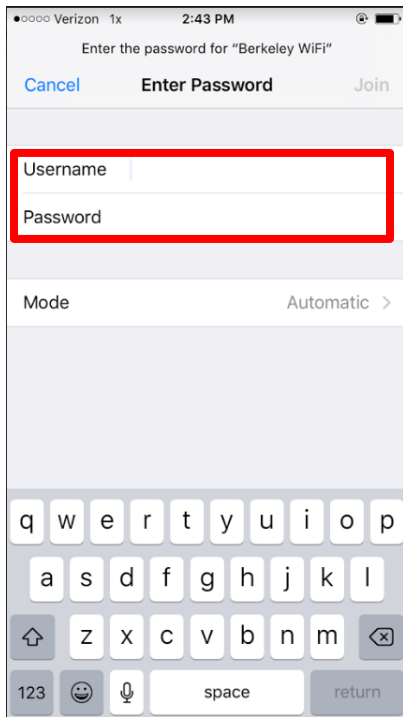 Verizon 1x 2:43 PM
Enter the password for “Berkeley WiFi”
Cancel Enter Password Join
Username
Password
Mode Automatic >
q w e r t y u i o p
a s d f g h j k l
z x c v b n m
123 space return